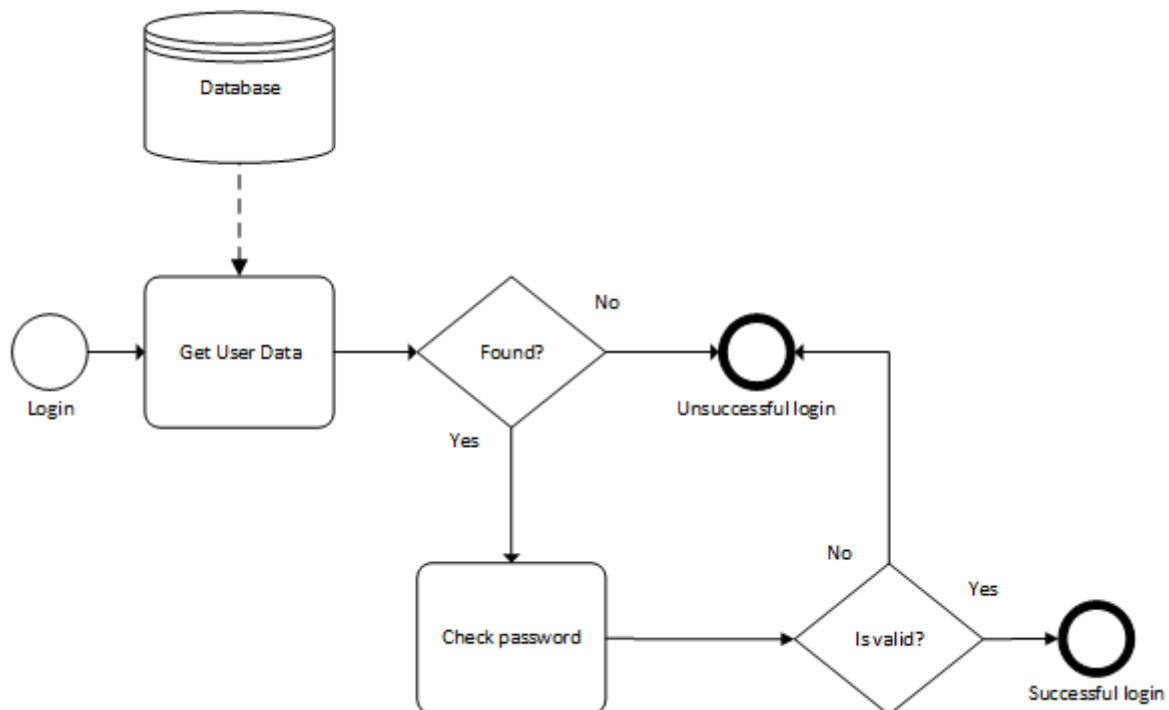 Database
No
Get User Data
Found?
Login
Unsuccessful login
Yes
No
Yes
Check password
Is valid?
Successful login